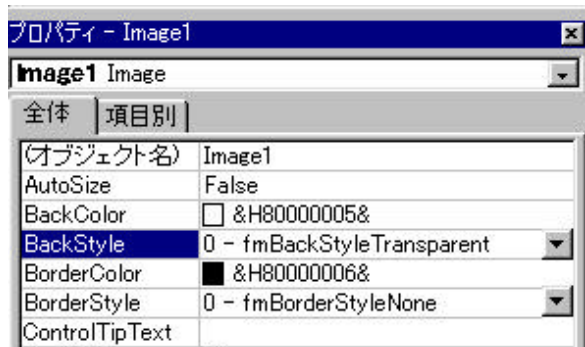 プロパティ - Image1
Image1 Image
全体 項目別
(オブジェクト名) Image1
AutoSize False
BackColor &H80000005&
BackStyle 0 - fmBackStyleTransparent
BorderColor &H80000006&
BorderStyle 0 - fmBorderStyleNone
ControlTipText